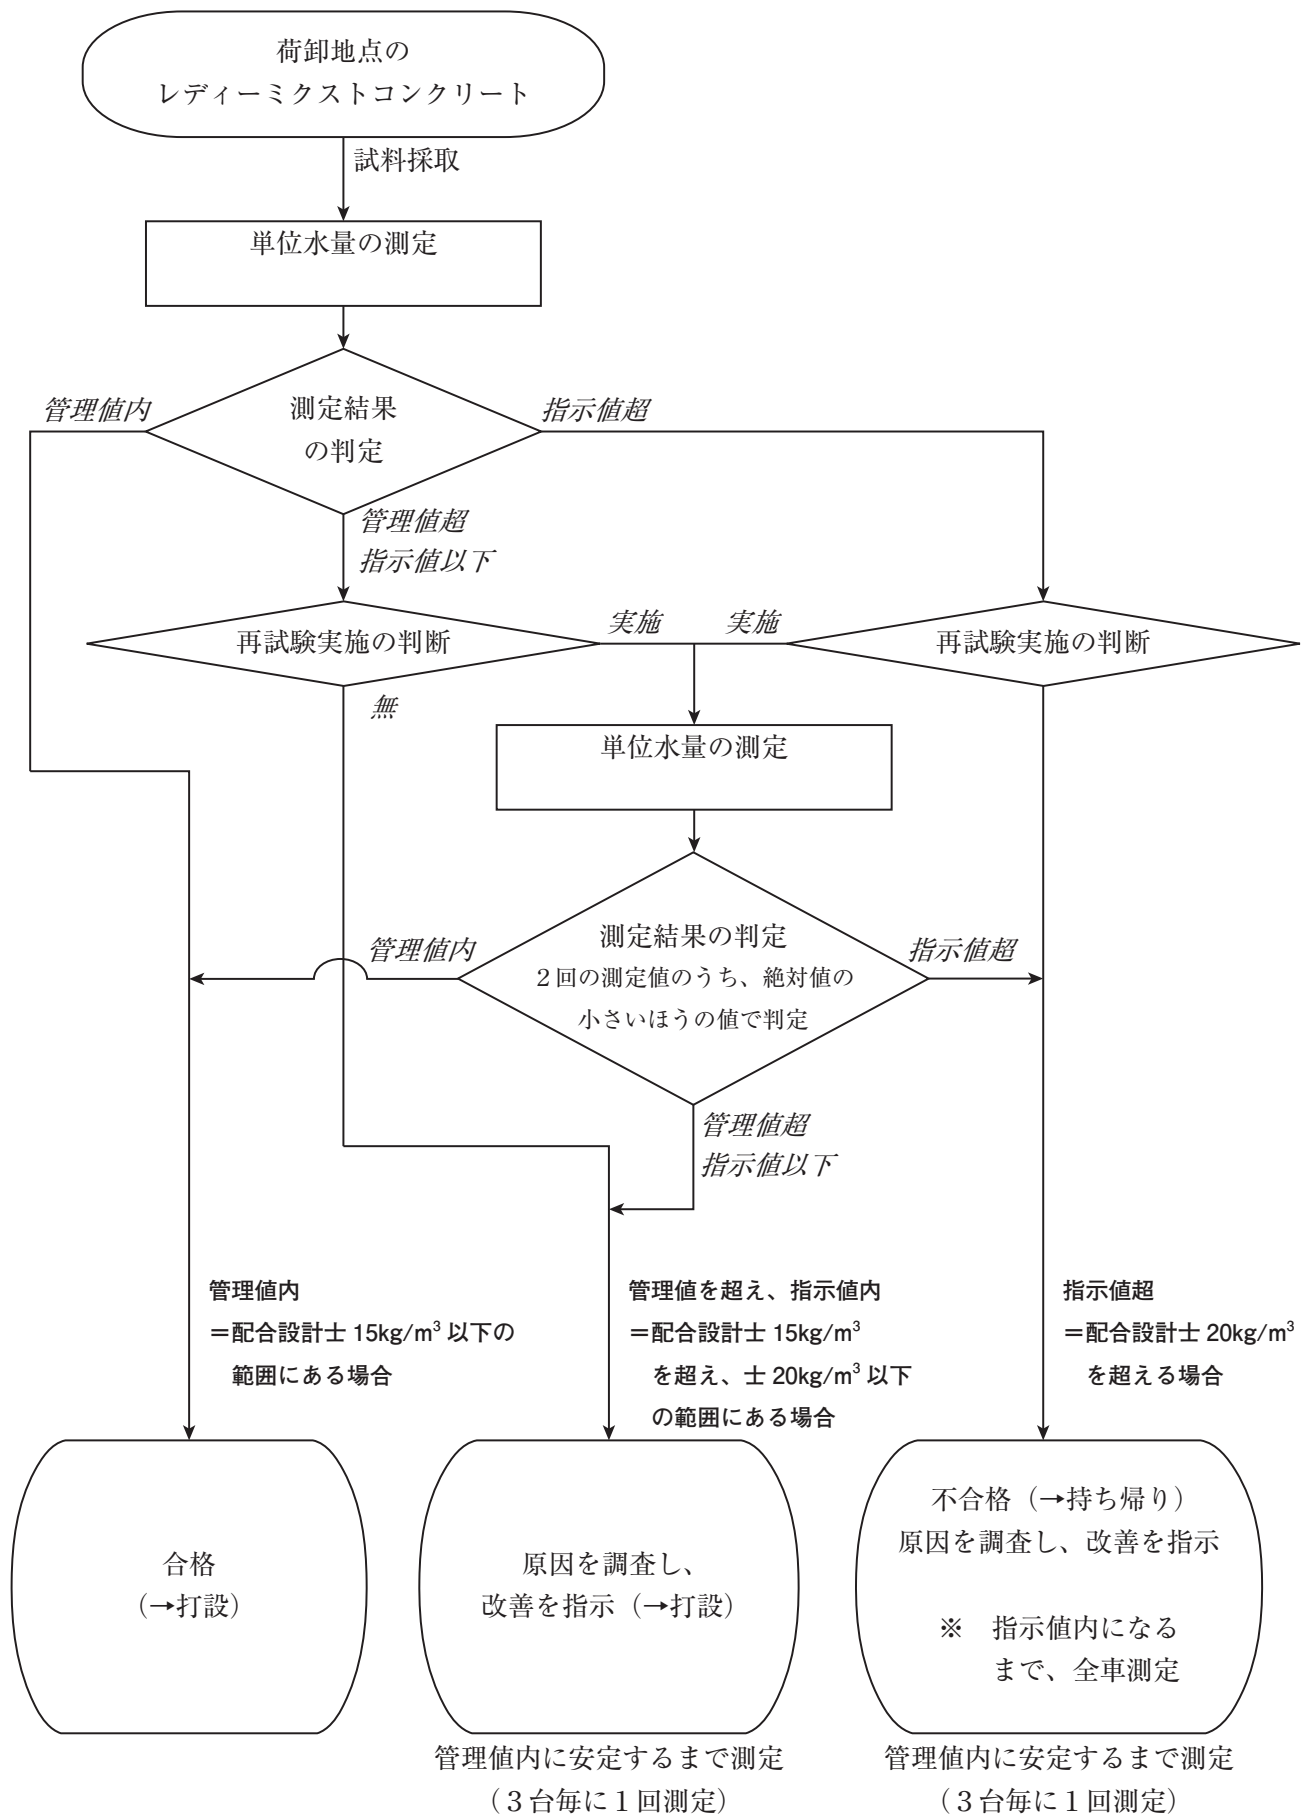 荷卸地点の
レディーミクストコンクリート
試料採取
単位水量の測定
管理値内
測定結果
の判定
指示値超
管理値超
指示値以下
再試験実施の判断
実施
実施
再試験実施の判断
無
単位水量の測定
管理値内
測定結果の判定
2回の測定値のうち、絶対値の
小さいほうの値で判定
指示値超
管理値超
指示値以下
管理値内
＝配合設計士 15kg/m³ 以下の
範囲にある場合
管理値を超え、指示値内
＝配合設計士 15kg/m³
を超え、士 20kg/m³ 以下
の範囲にある場合
指示値超
＝配合設計士 20kg/m³
を超える場合
合格
（→打設）
原因を調査し、
改善を指示（→打設）
不合格（→持ち帰り）
原因を調査し、改善を指示
※　指示値内になる
まで、全車測定
管理値内に安定するまで測定
（３台毎に１回測定）
管理値内に安定するまで測定
（３台毎に１回測定）